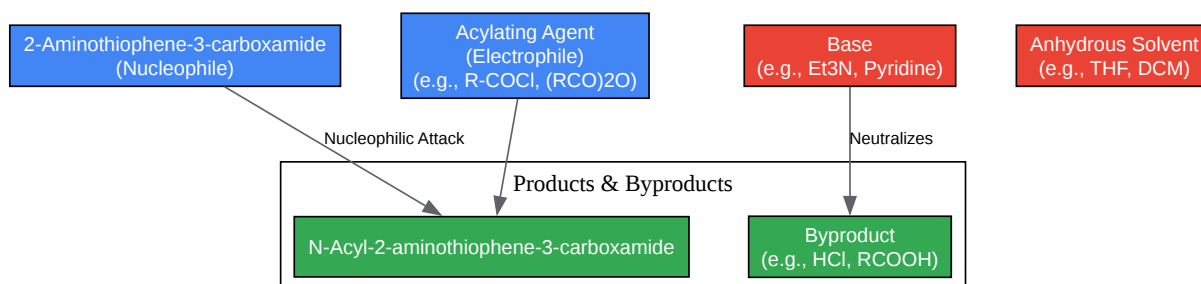 2-Aminothiophene-3-carboxamide
(Nucleophile)
Acylating Agent
(Electrophile)
(e.g., R-COCl, (RCO)2O)
Base
(e.g., Et3N, Pyridine)
Anhydrous Solvent
(e.g., THF, DCM)
Nucleophilic Attack
Neutralizes
Products & Byproducts
N-Acyl-2-aminothiophene-3-carboxamide
Byproduct
(e.g., HCl, RCOOH)